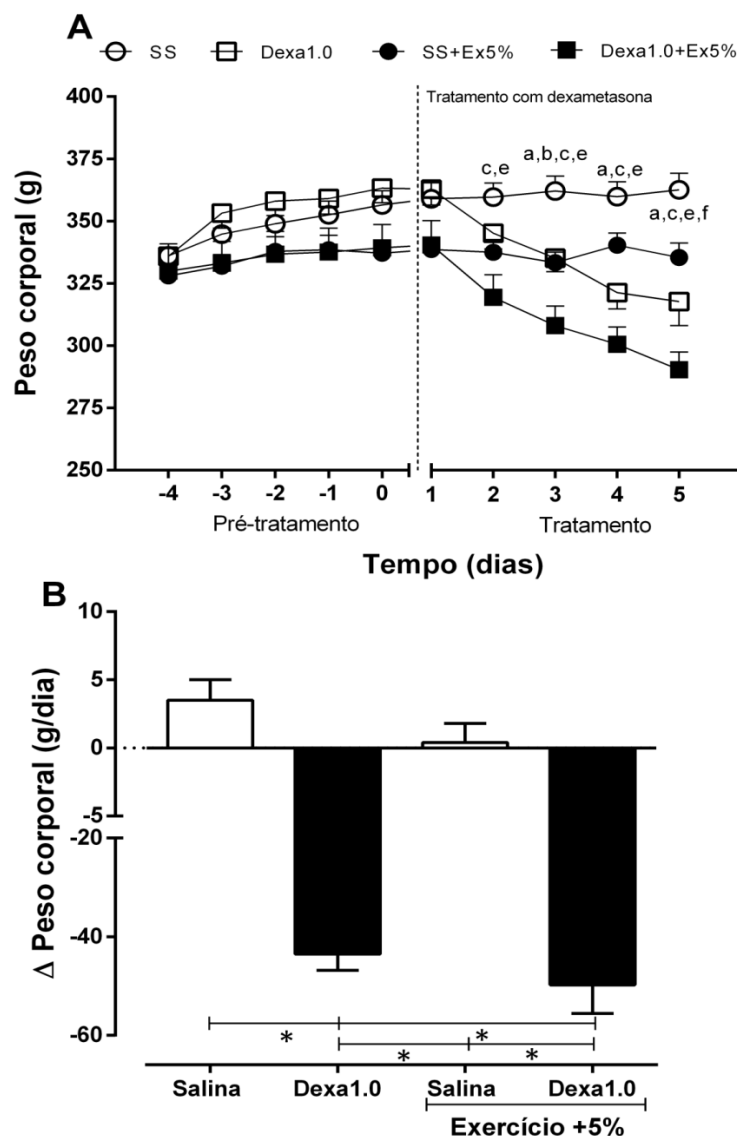 A
SS Dexa1.0 SS+Ex5% Dexa1.0+Ex5%
400
375
350
325
300
275
250
Peso corporal (g)
Tratamento com dexametasona
c,e
a,b,c,e
a,c,e
a,c,e,f
-4 -3 -2 -1 0 1 2 3 4 5
Pré-tratamento Tratamento
Tempo (dias)
B
10
5
0
-5
-20
-40
-60
Δ Peso corporal (g/dia)
* *
* *
Salina Dexa1.0 Salina Dexa1.0
Exercício +5%